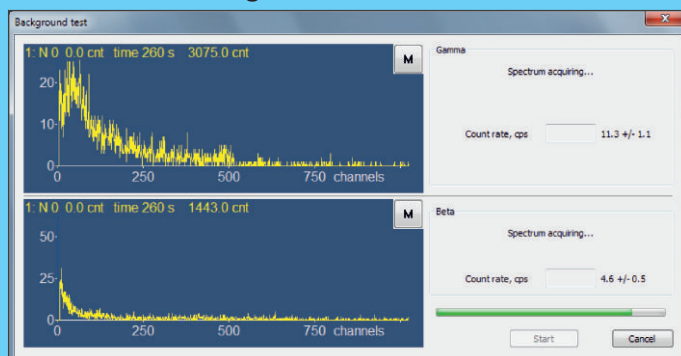 Background test
1: N 0 0.0 cnt time 260 s 3075.0 cnt
M
20-
10-
0-
0 250 500 750 channels
Gamma
Spectrum acquiring...
Count rate, cps 11.3 +/- 1.1
1: N 0 0.0 cnt time 260 s 1443.0 cnt
M
50-
25-
0-
0 250 500 750 channels
Beta
Spectrum acquiring...
Count rate, cps 4.6 +/- 0.5
Start Cancel